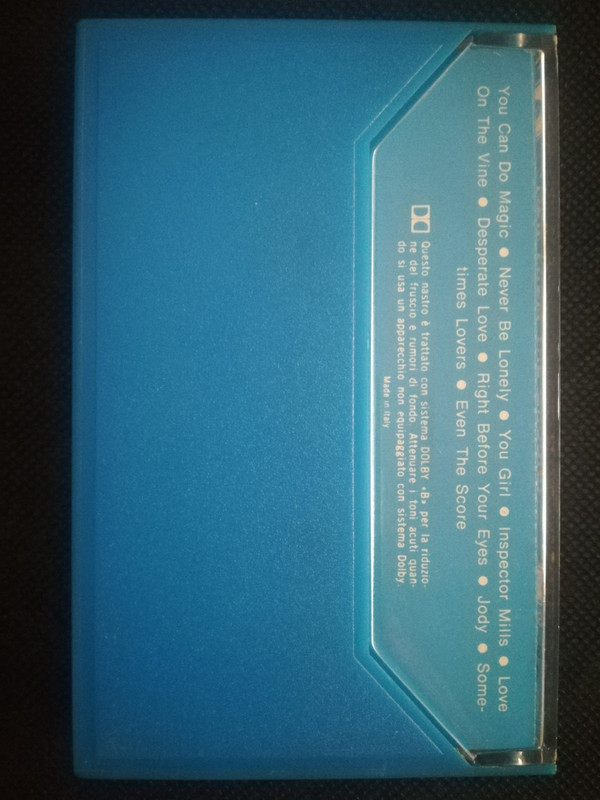 You Can Do Magic ● Never Be Lonely ● You Girl ● Inspector Mills ● Love
On The Vine ● Desperate Love ● Right Before Your Eyes ● Jody ● Some-
times Lovers ● Even The Score
Questo nastro è trattato con sistema DOLBY «B» per la riduzio-
ne del fruscio e rumori di fondo. Attenuare i toni acuti quan-
do si usa un apparecchio non equipaggiato con sistema Dolby.
Made in Italy